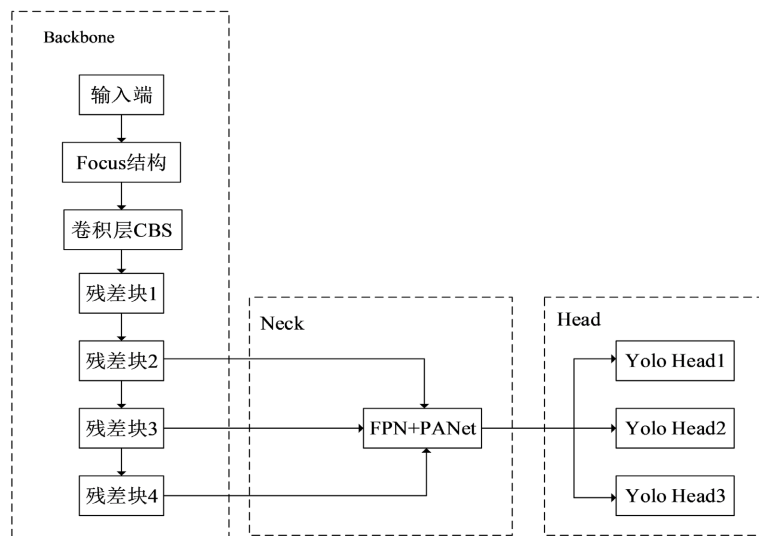 Backbone
输入端
Focus结构
卷积层CBS
残差块1
残差块2
残差块3
残差块4
Neck
FPN+PANet
Head
Yolo Head1
Yolo Head2
Yolo Head3